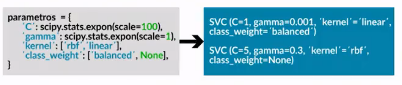 parametros = {
´C´: scipy.stats.expon(scale=100),
´gamma´: scipy.stats.expon(scale=1),
´kernel´: [´rbf´,´linear´],
´class_weight´: [´balanced´, None],
}
SVC (C=1, gamma=0.001, ´kernel´=´linear´,
class_weight=´balanced´)
SVC (C=5, gamma=0.3, ´kernel´=´rbf´,
class_weight=None)